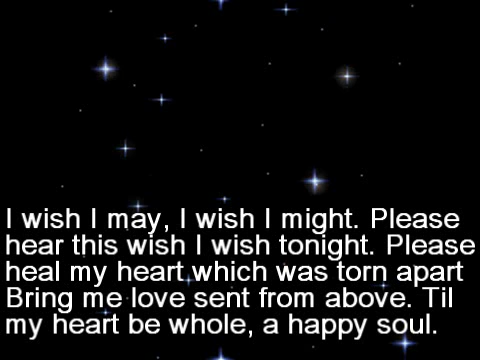 I wish I may, I wish I might. Please
hear this wish I wish tonight. Please
heal my heart which was torn apart
Bring me love sent from above. Til
my heart be whole, a happy soul.